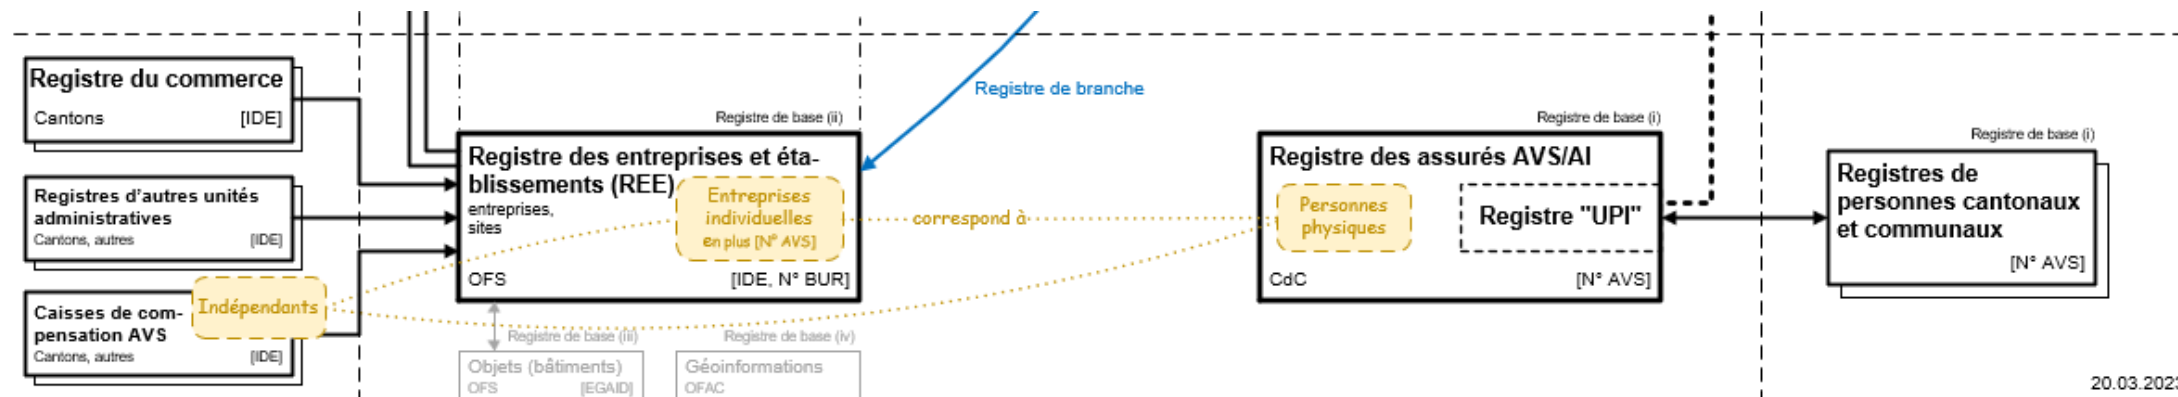 Registre du commerce
Cantons [IDE]
Registres d'autres unités
administratives
Cantons, autres [IDE]
Caisses de com-
pensation AVS
Cantons, autres [IDE]
Indépendants
Registre de base (ii)
Registre des entreprises et éta-
blissements (REE)
entreprises,
sites
Entreprises
individuelles
en plus [N° AVS]
OFS [IDE, N° BUR]
Registre de base (iii)
Objets (bâtiments)
OFS [EGAID]
Registre de base (iv)
Géoinformations
OFAC
Registre de branche
correspond à
Registre de base (i)
Registre des assurés AVS/AI
Personnes
physiques
Registre "UPI"
CdC [N° AVS]
Registre de base (i)
Registres de
personnes cantonaux
et communaux
[N° AVS]
20.03.2023